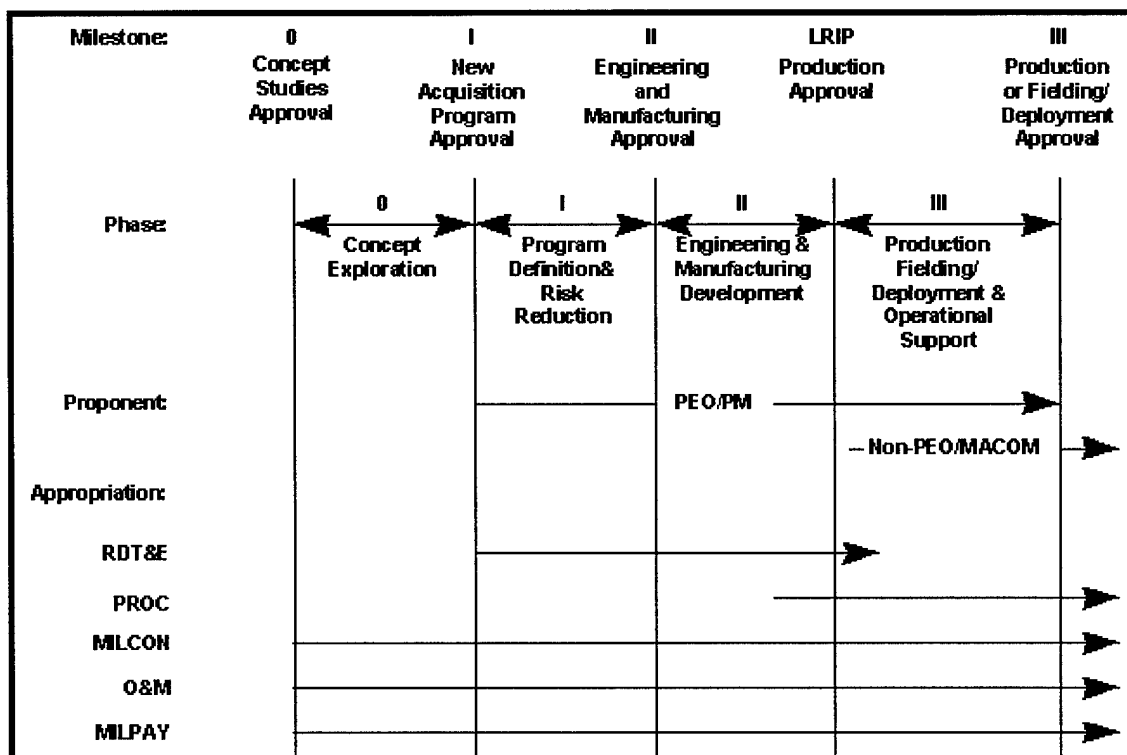 Milestone: 0 I II LRIP III
Concept New Engineering Production Production
Studies Acquisition and Approval or Fielding/
Approval Program Manufacturing Deployment
Approval Approval Approval
Phase: 0 I II III
Concept Program Engineering & Production
Exploration Definition& Manufacturing Fielding/
Risk Development Deployment &
Reduction Operational
Support
Proponent: PEO/PM
Non-PEO/MACOM
Appropriation:
RDT&E
PROC
MILCON
O&M
MILPAY